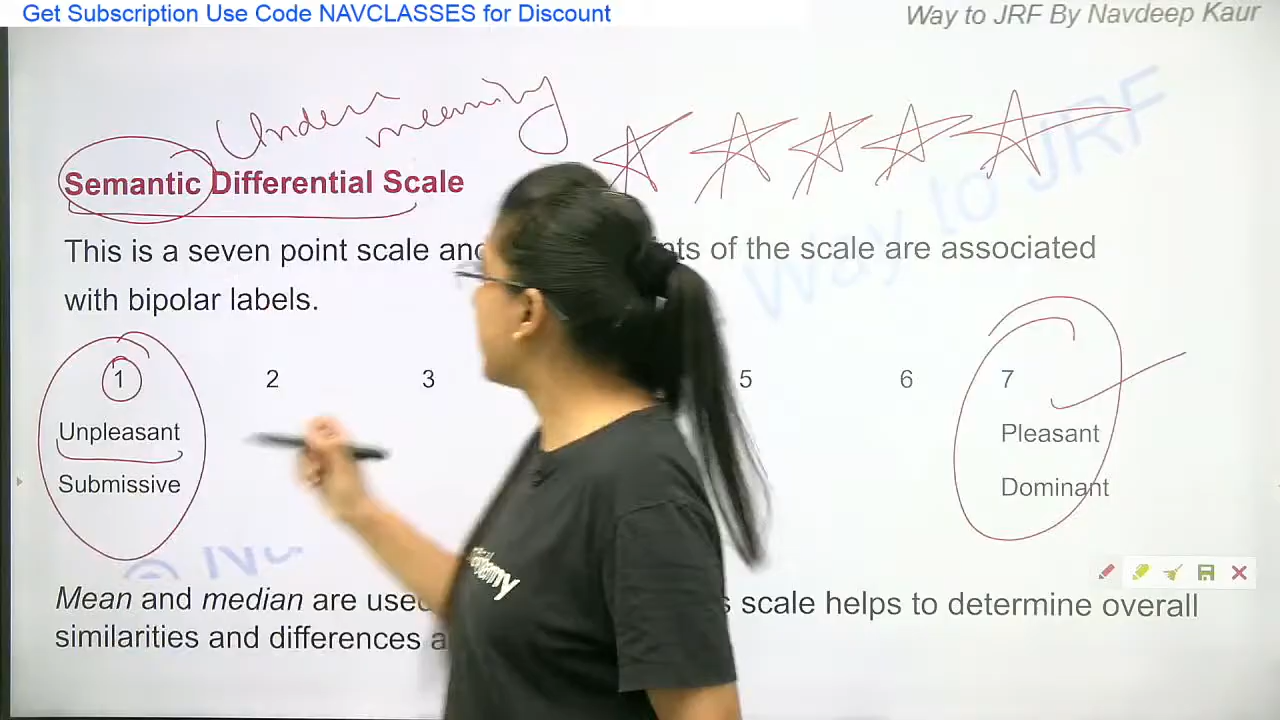 Get Subscription Use Code NAVCLASSES for Discount
Way to JRF By Navdeep Kaur
meaning
Semantic Differential Scale
This is a seven point scale and of the scale are associated
with bipolar labels.
1 2 3 5 6 7
Unpleasant Pleasant
Submissive Dominant
Mean and median are used scale helps to determine overall
similarities and differences
Way to JRF